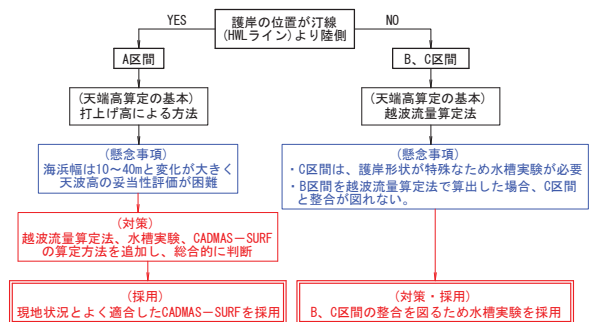 護岸の位置が汀線
(HWLライン)より陸側
YES
NO
A区間
B、C区間
(天端高算定の基本)
打上げ高による方法
(天端高算定の基本)
越波流量算定法
(懸念事項)
海浜幅は10～40mと変化が大きく
天波高の妥当性評価が困難
(懸念事項)
・C区間は、護岸形状が特殊なため水槽実験が必要
・B区間を越波流量算定法で算出した場合、C区間
と整合が図れない。
(対策)
越波流量算定法、水槽実験、CADMAS－SURF
の算定方法を追加し、総合的に判断
(採用)
現地状況とよく適合したCADMAS－SURFを採用
(対策・採用)
B、C区間の整合を図るため水槽実験を採用